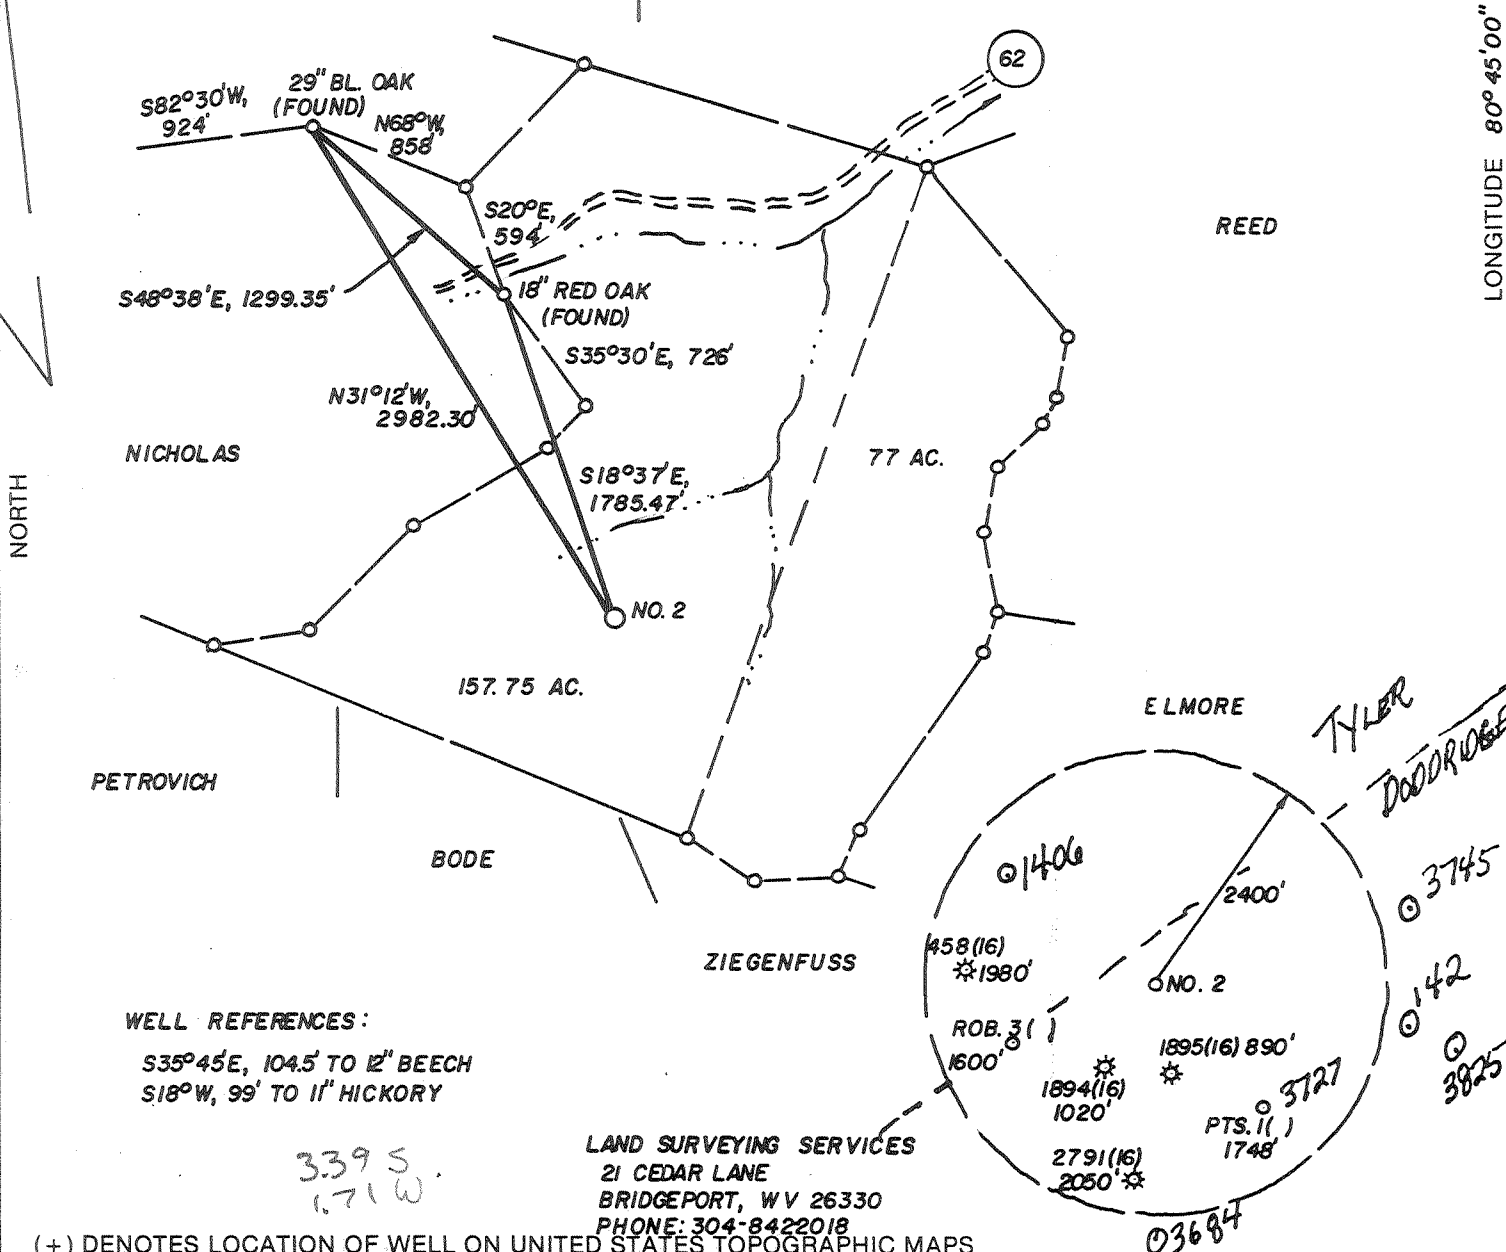 62
LONGITUDE 80° 45' 00"
29" BL. OAK
(FOUND)
S82°30'W,
924'
N68°W,
858'
S20°E,
594'
REED
S48°38'E, 1299.35'
18" RED OAK
(FOUND)
S35°30'E, 726'
N31°12'W,
2982.30'
NICHOLAS
77 AC.
S18°37'E,
1785.47'
NORTH
NO. 2
157.75 AC.
ELMORE
TYLER
DODDRIDGE
PETROVICH
BODE
1406
3745
2400'
ZIEGENFUSS
458(16)
1980'
NO. 2
142
WELL REFERENCES:
S35°45'E, 104.5' TO 12" BEECH
S18°W, 99' TO 11" HICKORY
ROB. 3( )
1600'
1895(16) 890'
1894(16)
1020'
3825
3727
PTS. 1( )
1748'
2791(16)
2050'
3684
3.39 S
1.71 W
LAND SURVEYING SERVICES
21 CEDAR LANE
BRIDGEPORT, WV 26330
PHONE: 304-8422018
(+) DENOTES LOCATION OF WELL ON UNITED STATES TOPOGRAPHIC MAPS